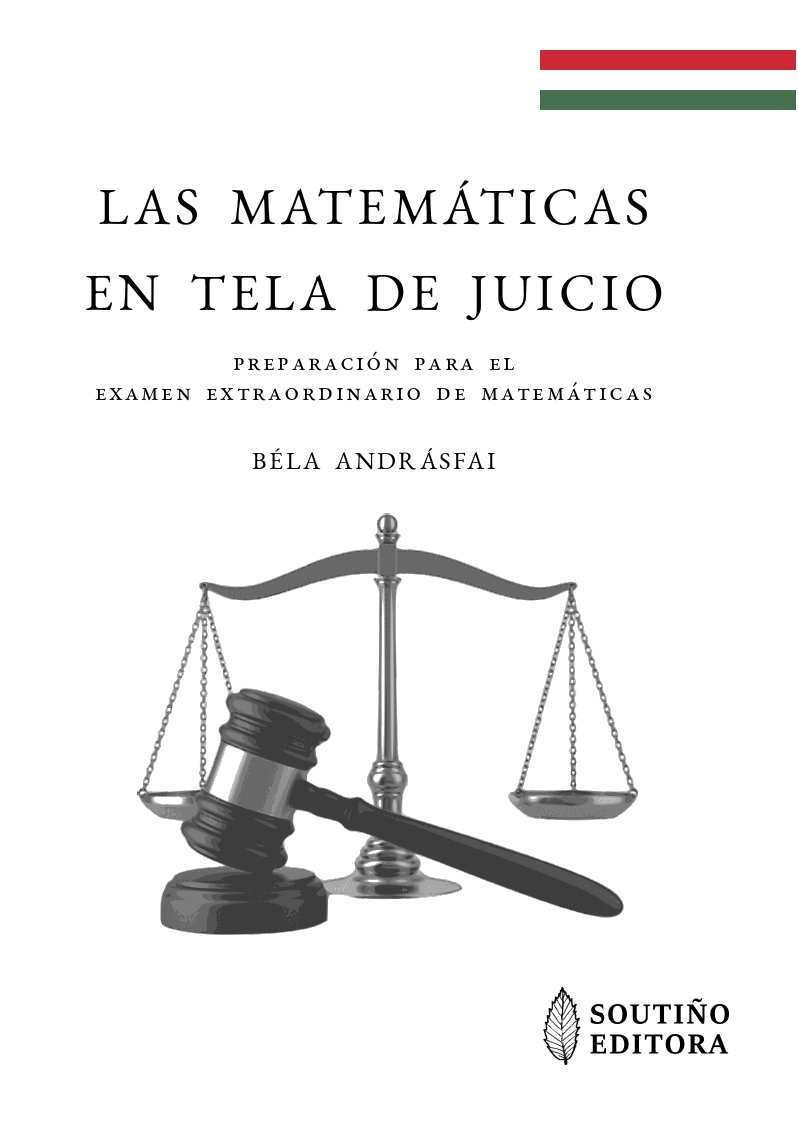 LAS MATEMÁTICAS
EN TELA DE JUICIO
PREPARACIÓN PARA EL
EXAMEN EXTRAORDINARIO DE MATEMÁTICAS
BÉLA ANDRÁSFAI
SOUTIÑO
EDITORA